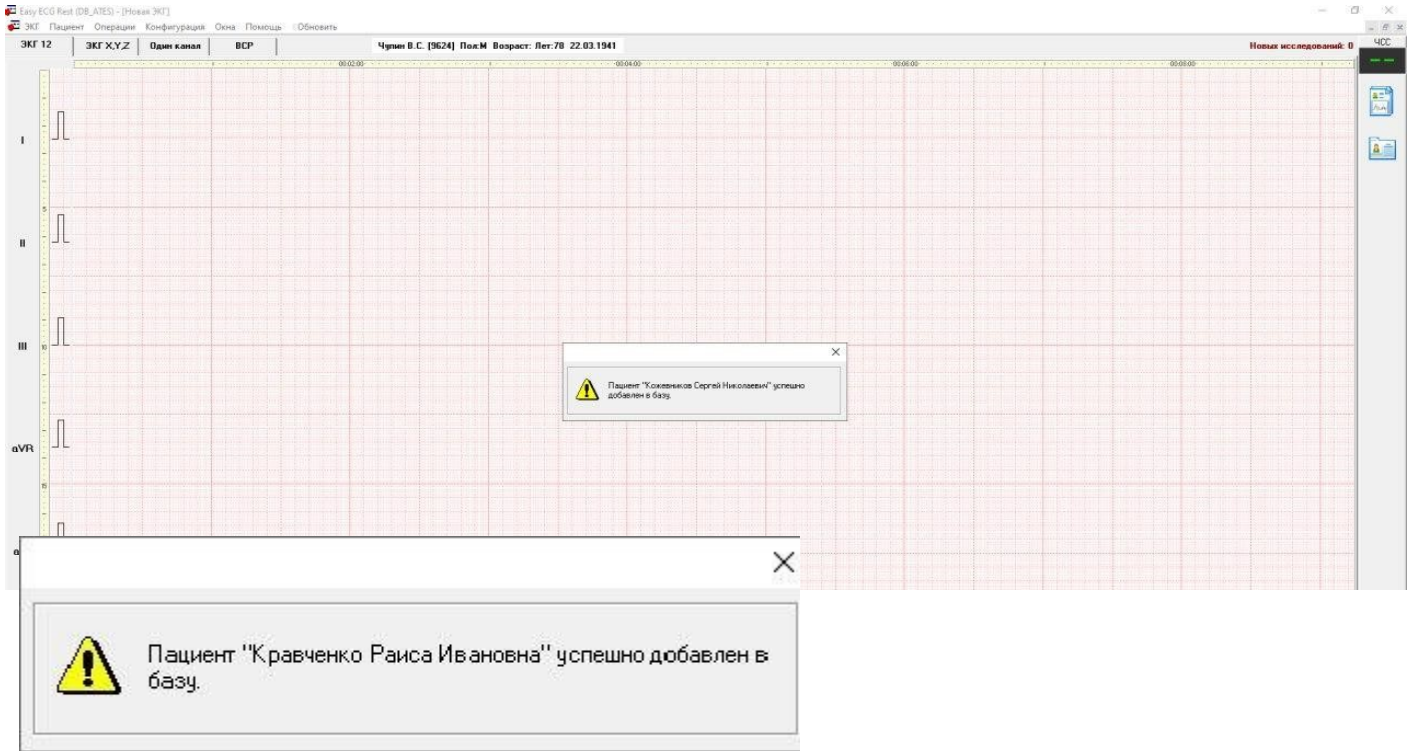 Easy ECG Rest (DB_ATES) - [Новая ЭКГ]
ЭКГ Пациент Операции Конфигурация Окна Помощь Обновить
ЭКГ 12 ЭКГ X,Y,Z Один канал ВСР Чупин В.С. [9624] Пол:М Возраст: Лет:78 22.03.1941 Новых исследований: 0 ЧСС
00:02:00 00:04:00 00:06:00 00:08:00
I
5
II
III 10
aVR
15
Пациент "Кожевников Сергей Николаевич" успешно
добавлен в базу.
Пациент "Кравченко Раиса Ивановна" успешно добавлен в
базу.